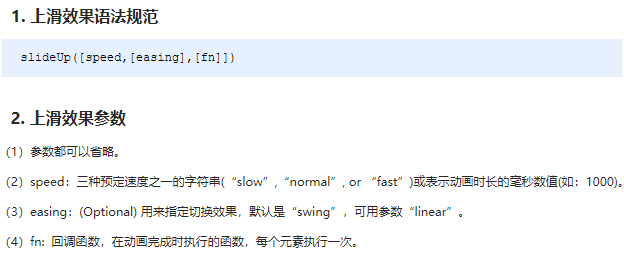 1. 上滑效果语法规范
slideUp([speed,[easing],[fn]])
2. 上滑效果参数
（1）参数都可以省略。
（2）speed：三种预定速度之一的字符串(“slow”,“normal”, or “fast”)或表示动画时长的毫秒数值(如：1000)。
（3）easing：(Optional) 用来指定切换效果，默认是“swing”，可用参数“linear”。
（4）fn: 回调函数，在动画完成时执行的函数，每个元素执行一次。